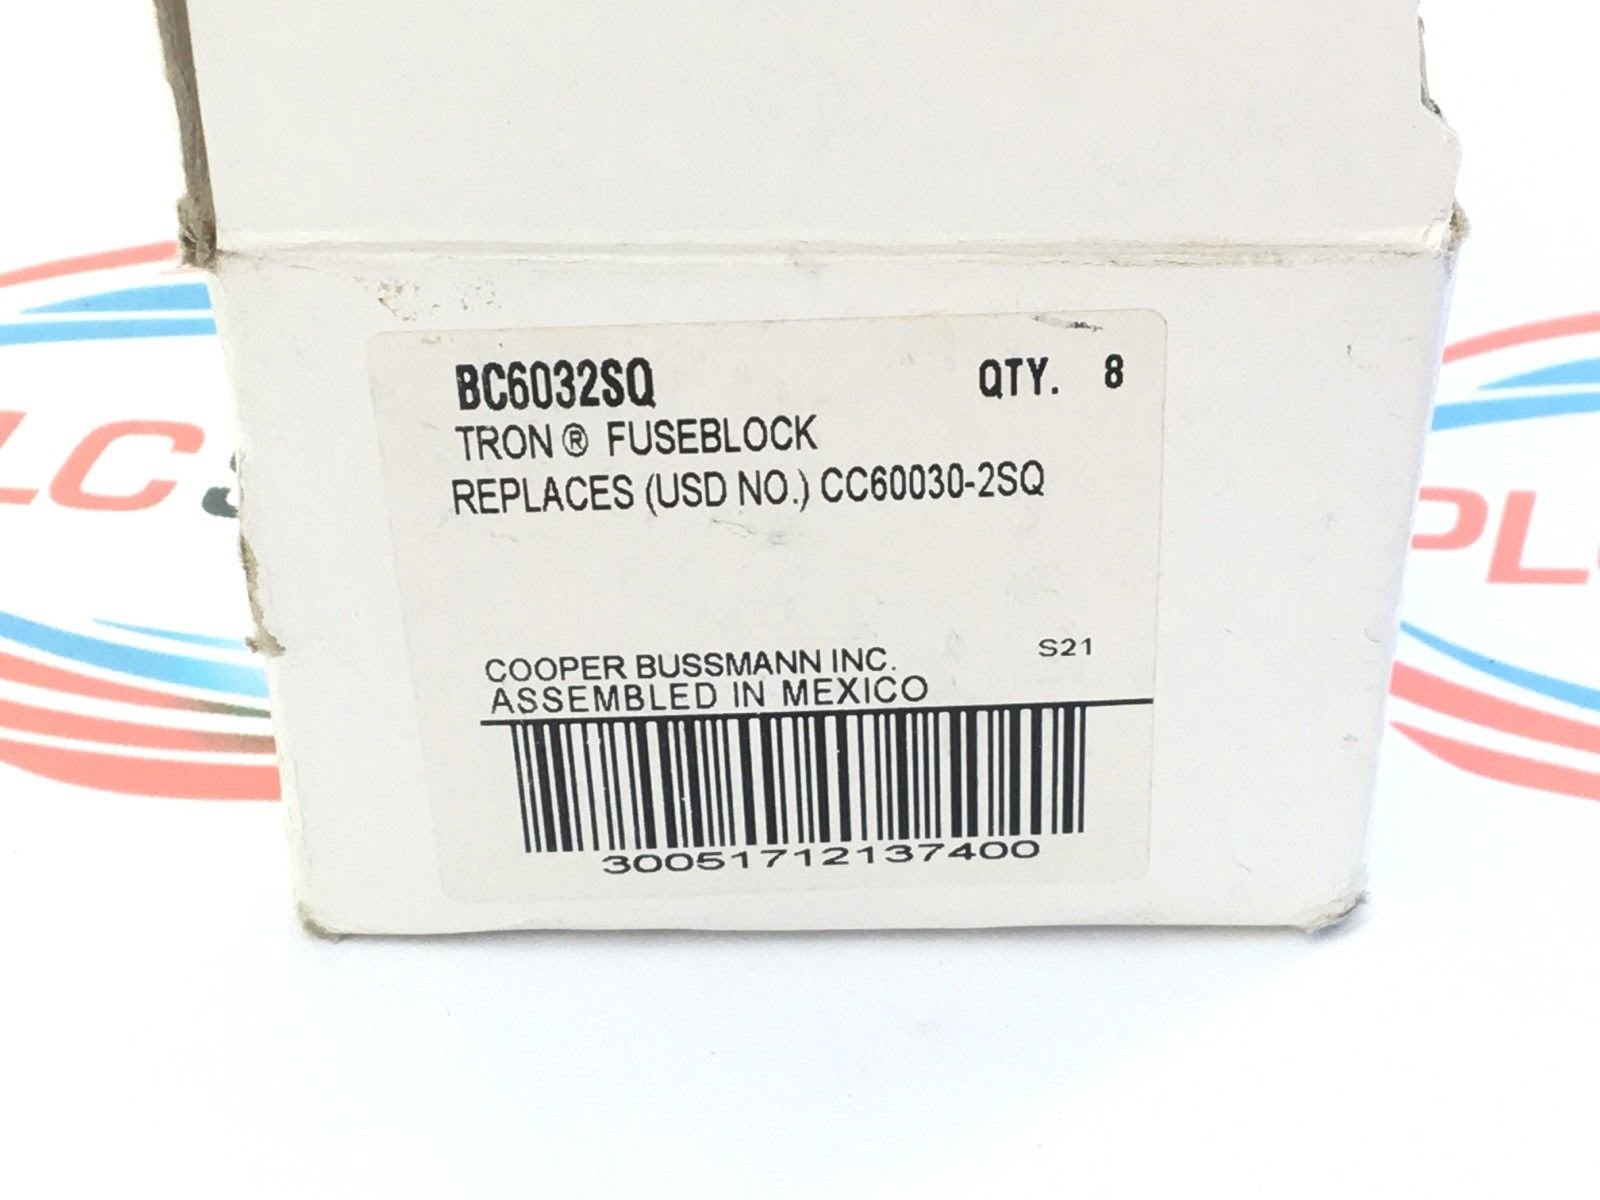 BC6032SQ QTY. 8
TRON ® FUSEBLOCK
REPLACES (USD NO.) CC60030-2SQ
COOPER BUSSMANN INC. S21
ASSEMBLED IN MEXICO
30051712137400